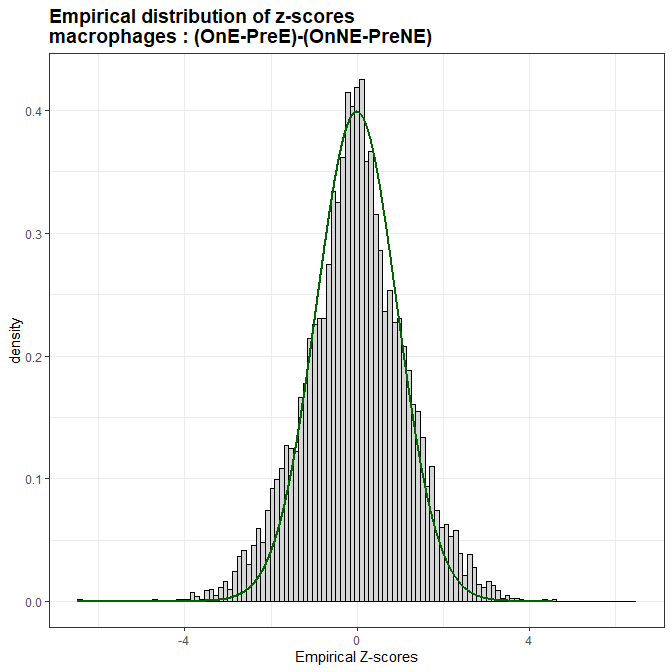 Empirical distribution of z-scores
macrophages : (OnE-PreE)-(OnNE-PreNE)
0.4
0.3
0.2
0.1
0.0
density
-4
0
4
Empirical Z-scores